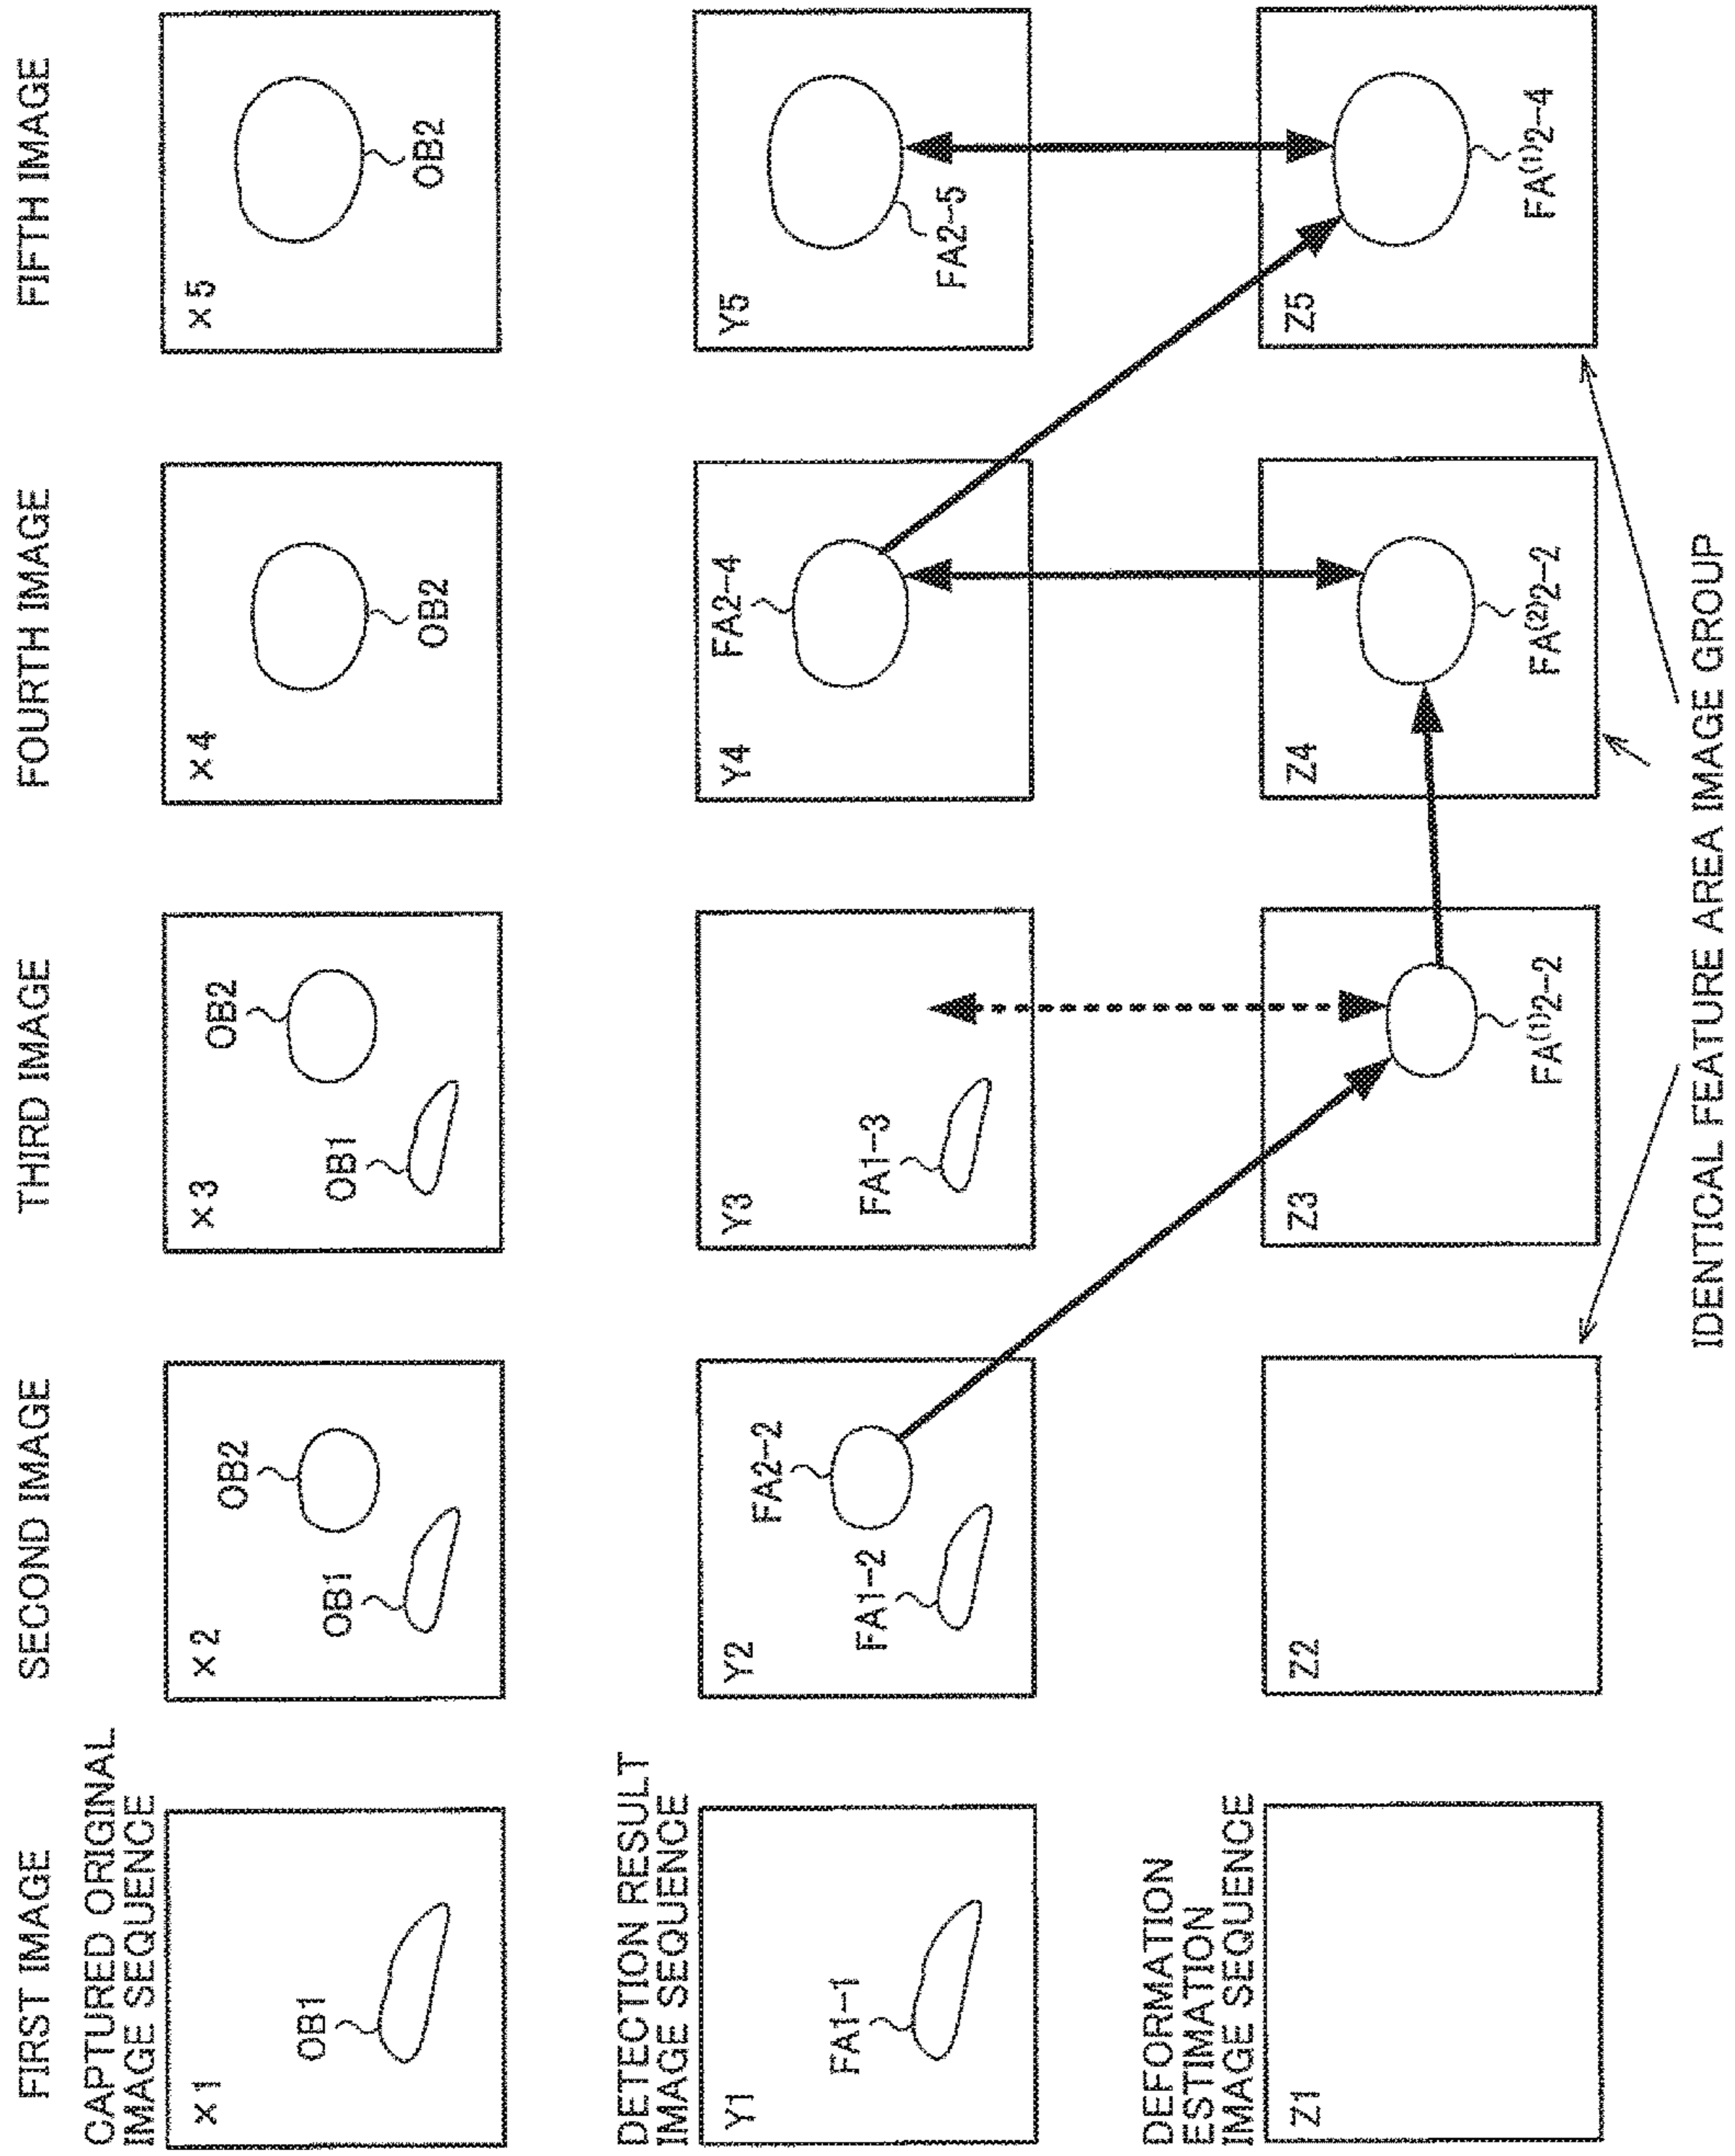 FIRST IMAGE
SECOND IMAGE
THIRD IMAGE
FOURTH IMAGE
FIFTH IMAGE
CAPTURED ORIGINAL
IMAGE SEQUENCE
X1
OB1
X2
OB1
OB2
X3
OB1
OB2
X4
OB2
X5
OB2
DETECTION RESULT
IMAGE SEQUENCE
Y1
FA1-1
Y2
FA1-2
FA2-2
Y3
FA1-3
Y4
FA2-4
Y5
FA2-5
DEFORMATION
ESTIMATION
IMAGE SEQUENCE
Z1
Z2
Z3
FA(1)2-2
Z4
FA(2)2-2
Z5
FA(1)2-4
IDENTICAL FEATURE AREA IMAGE GROUP